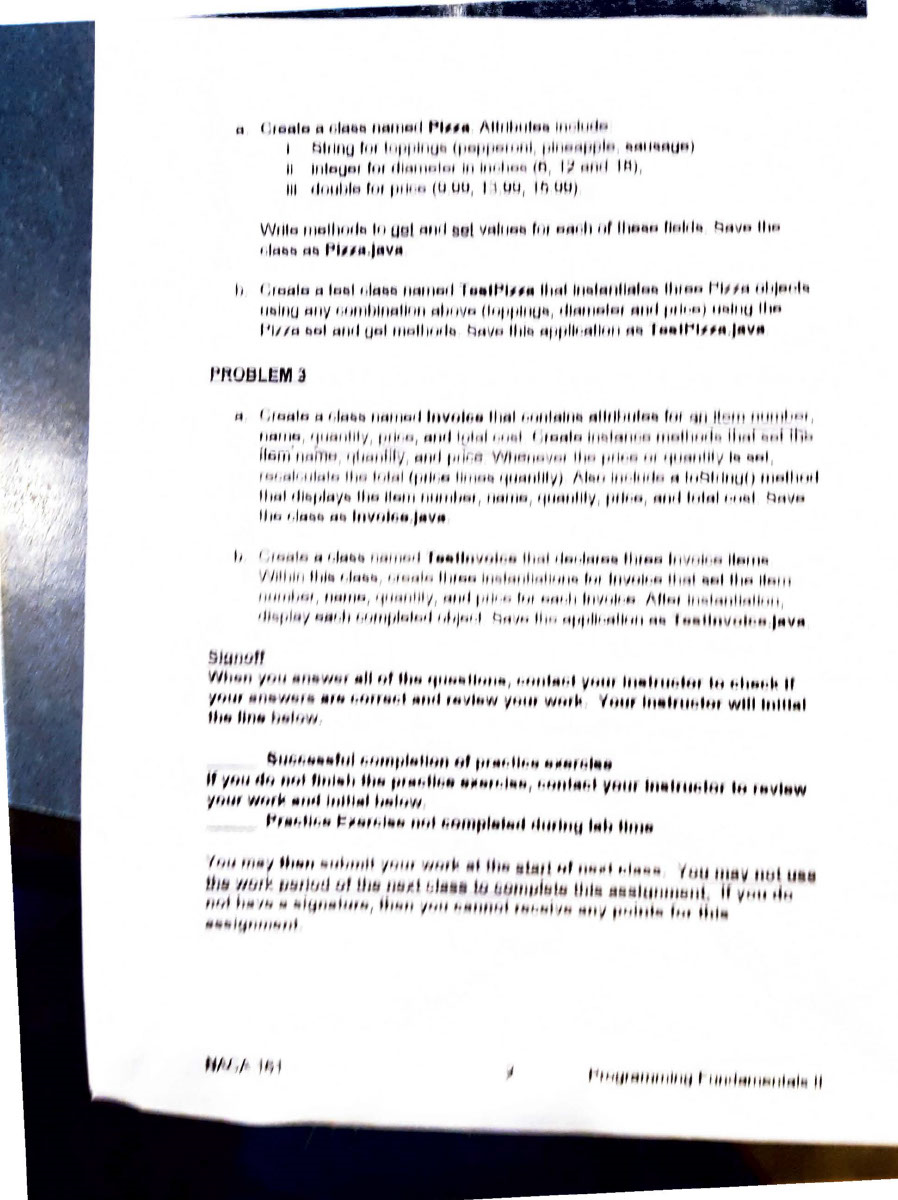 a. Create a class named Pizza. Attributes include
i String for toppings (pepperoni, pineapple, sausage)
ii integer for diameter in inches (6, 12 and 18),
iii double for price (9.99, 13.99, 16.99)
Write methods to get and set values for each of these fields. Save the
class as Pizza.java
b. Create a test class named TestPizza that instantiates three Pizza objects
using any combination above (toppings, diameter and price) using the
Pizza set and get methods. Save this application as TestPizza.java
PROBLEM 3
a. Create a class named Invoice that contains attributes for an item number,
name, quantity, price, and total cost. Create instance methods that set the
item name, quantity, and price. Whenever the price or quantity is set,
recalculate the total (price times quantity). Also include a toString() method
that displays the item number, name, quantity, price, and total cost. Save
the class as Invoice.java
b. Create a class named TestInvoice that declares three Invoice items
Within this class, create three instantiations for Invoice that set the item
number, name, quantity, and price for each Invoice. After instantiation,
display each completed object. Save the application as TestInvoice.java
Signoff
When you answer all of the questions, contact your instructor to check if
your answers are correct and review your work. Your instructor will initial
the line below.
Successful completion of practice exercise
If you do not finish the practice exercise, contact your instructor to review
your work and initial below.
Practice Exercise not completed during lab time
You may then submit your work at the start of next class. You may not use
the work period of the next class to complete this assignment. If you do
not have a signature, then you cannot receive any points for this
assignment.
161
Programming Fundamentals II